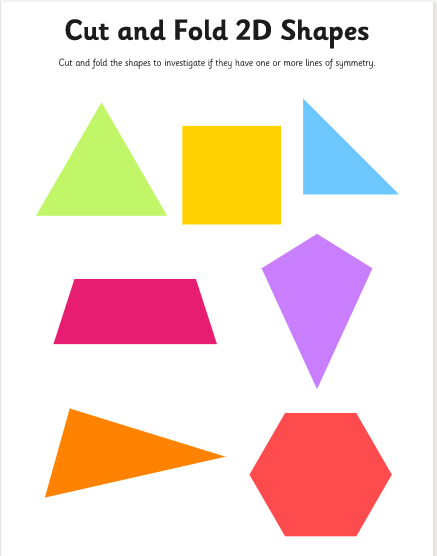 Cut and Fold 2D Shapes
Cut and fold the shapes to investigate if they have one or more lines of symmetry.